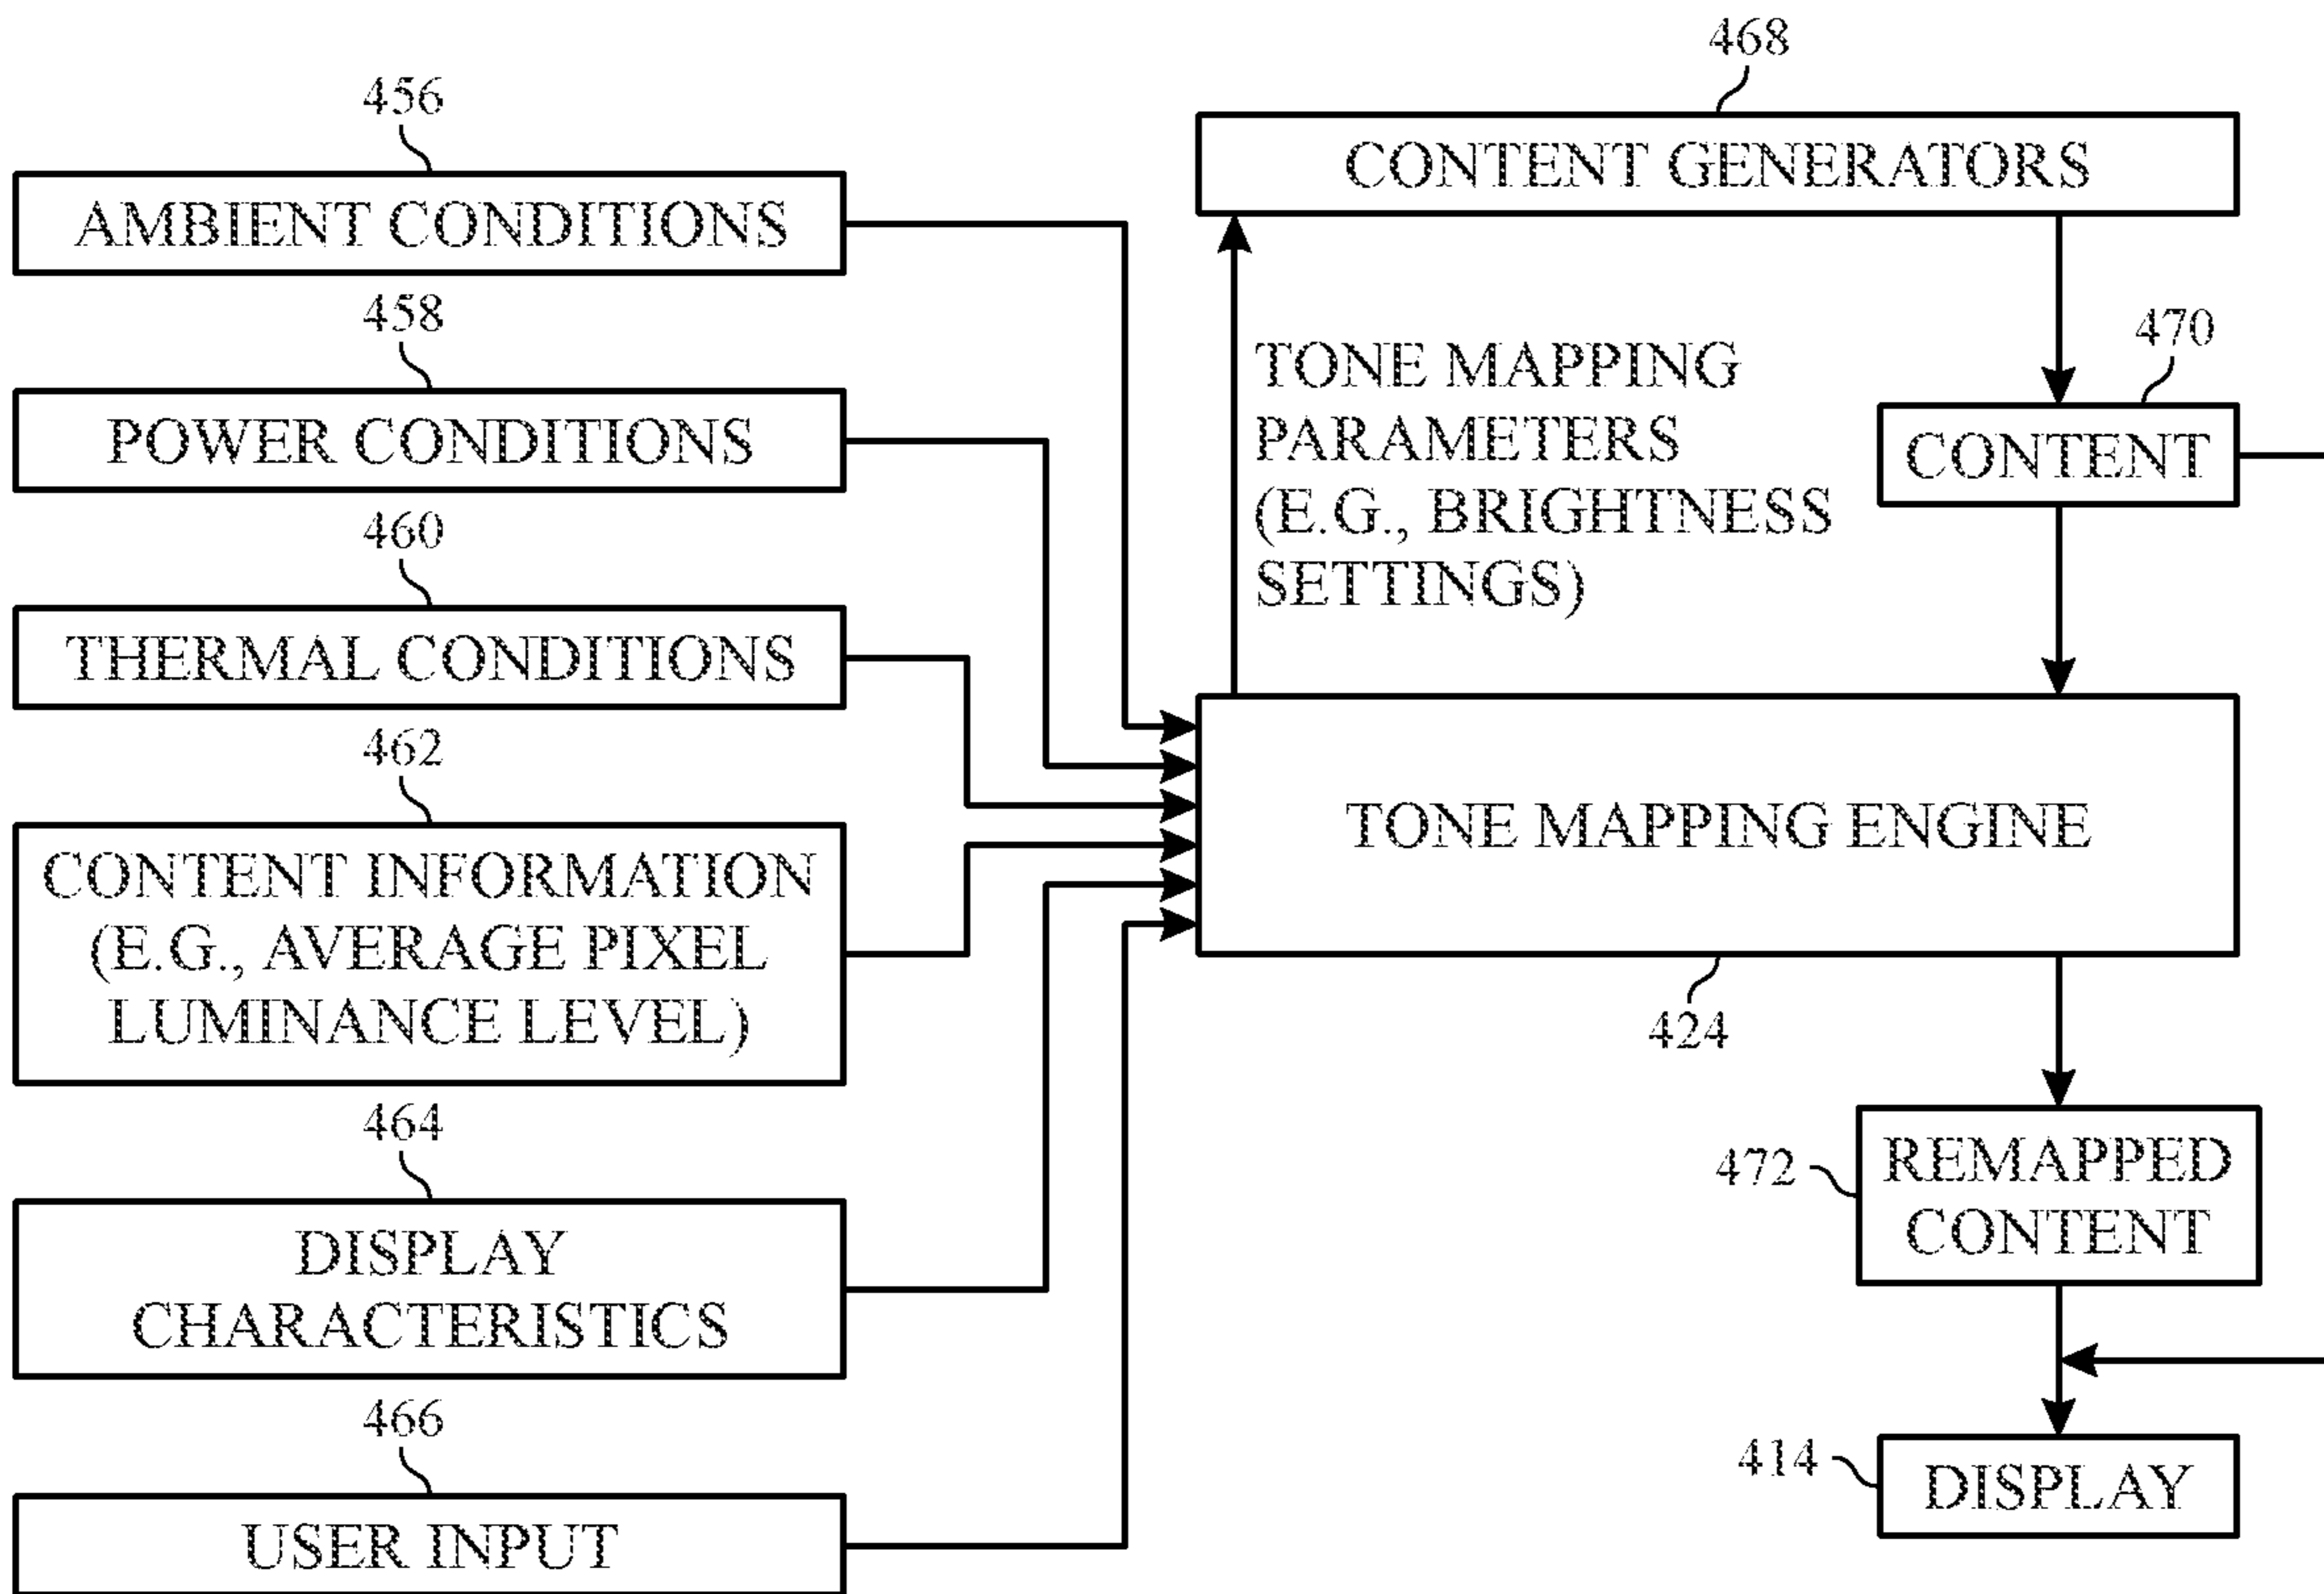 456
AMBIENT CONDITIONS
458
POWER CONDITIONS
460
THERMAL CONDITIONS
462
CONTENT INFORMATION
(E.G., AVERAGE PIXEL
LUMINANCE LEVEL)
464
DISPLAY
CHARACTERISTICS
466
USER INPUT
468
CONTENT GENERATORS
TONE MAPPING
PARAMETERS
(E.G., BRIGHTNESS
SETTINGS)
470
CONTENT
TONE MAPPING ENGINE
424
472
REMAPPED
CONTENT
414
DISPLAY